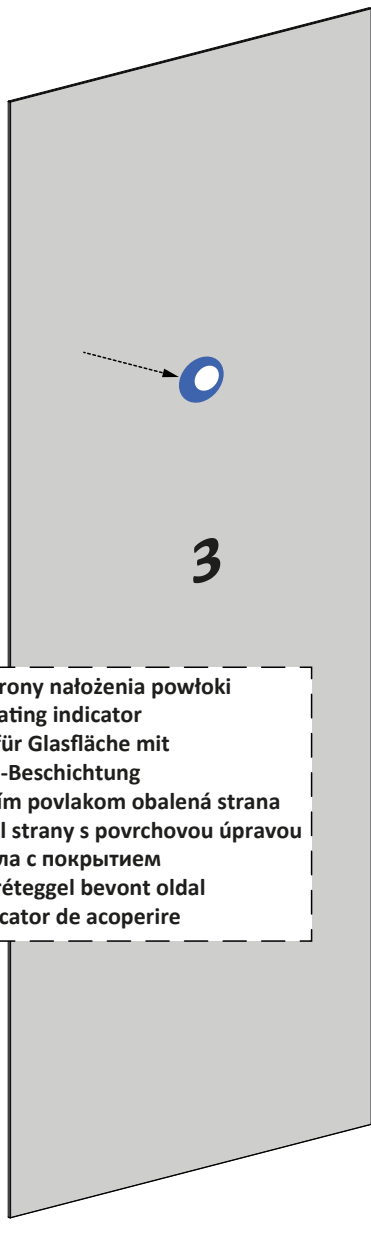 3
rony nałożenia powłoki
ating indicator
für Glasfläche mit
-Beschichtung
ím povlakom obalená strana
l strany s povrchovou úpravou
ла с покрытием
réteggel bevont oldal
cator de acoperire